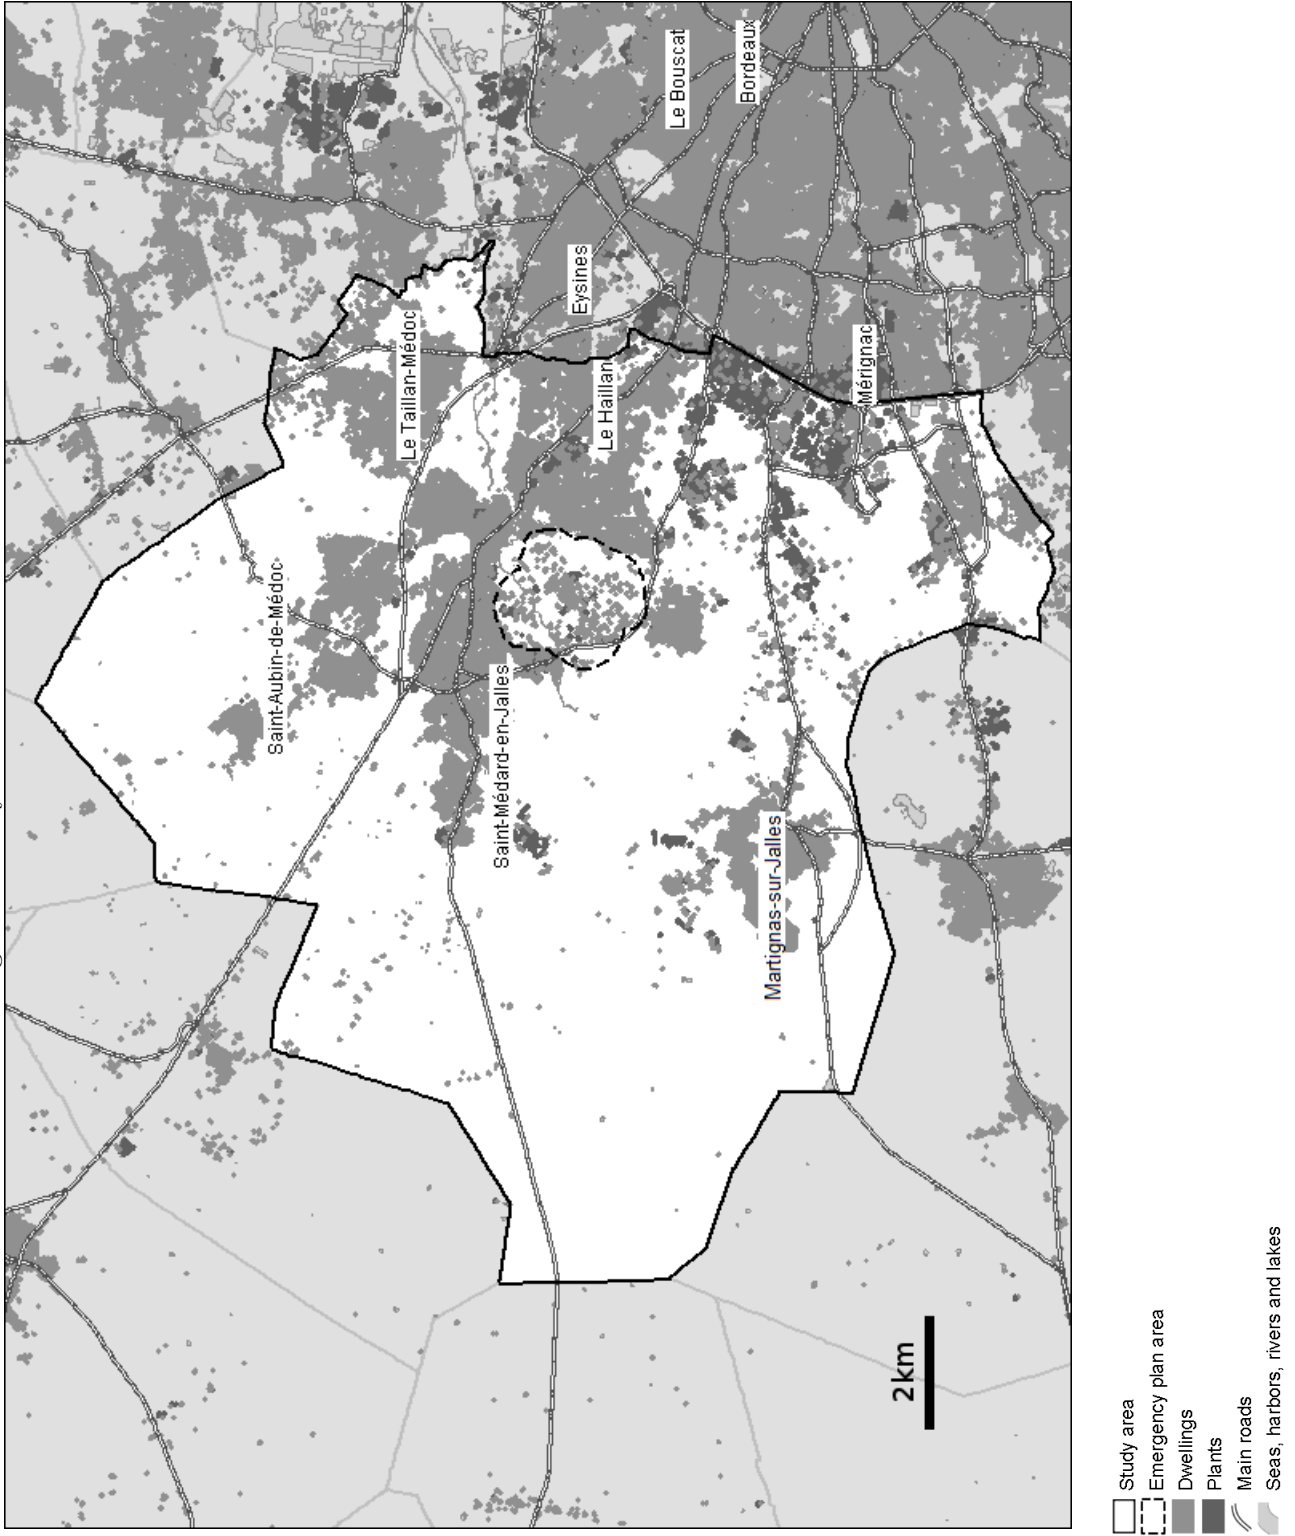 Le Bouscat
Bordeaux
Eysines
Le Taillan-Médoc
Le Haillan
Mérignac
Saint-Aubin-de-Médoc
Saint-Médard-en-Jalles
Martignas-sur-Jalles
2km
Study area
Emergency plan area
Dwellings
Plants
Main roads
Seas, harbors, rivers and lakes